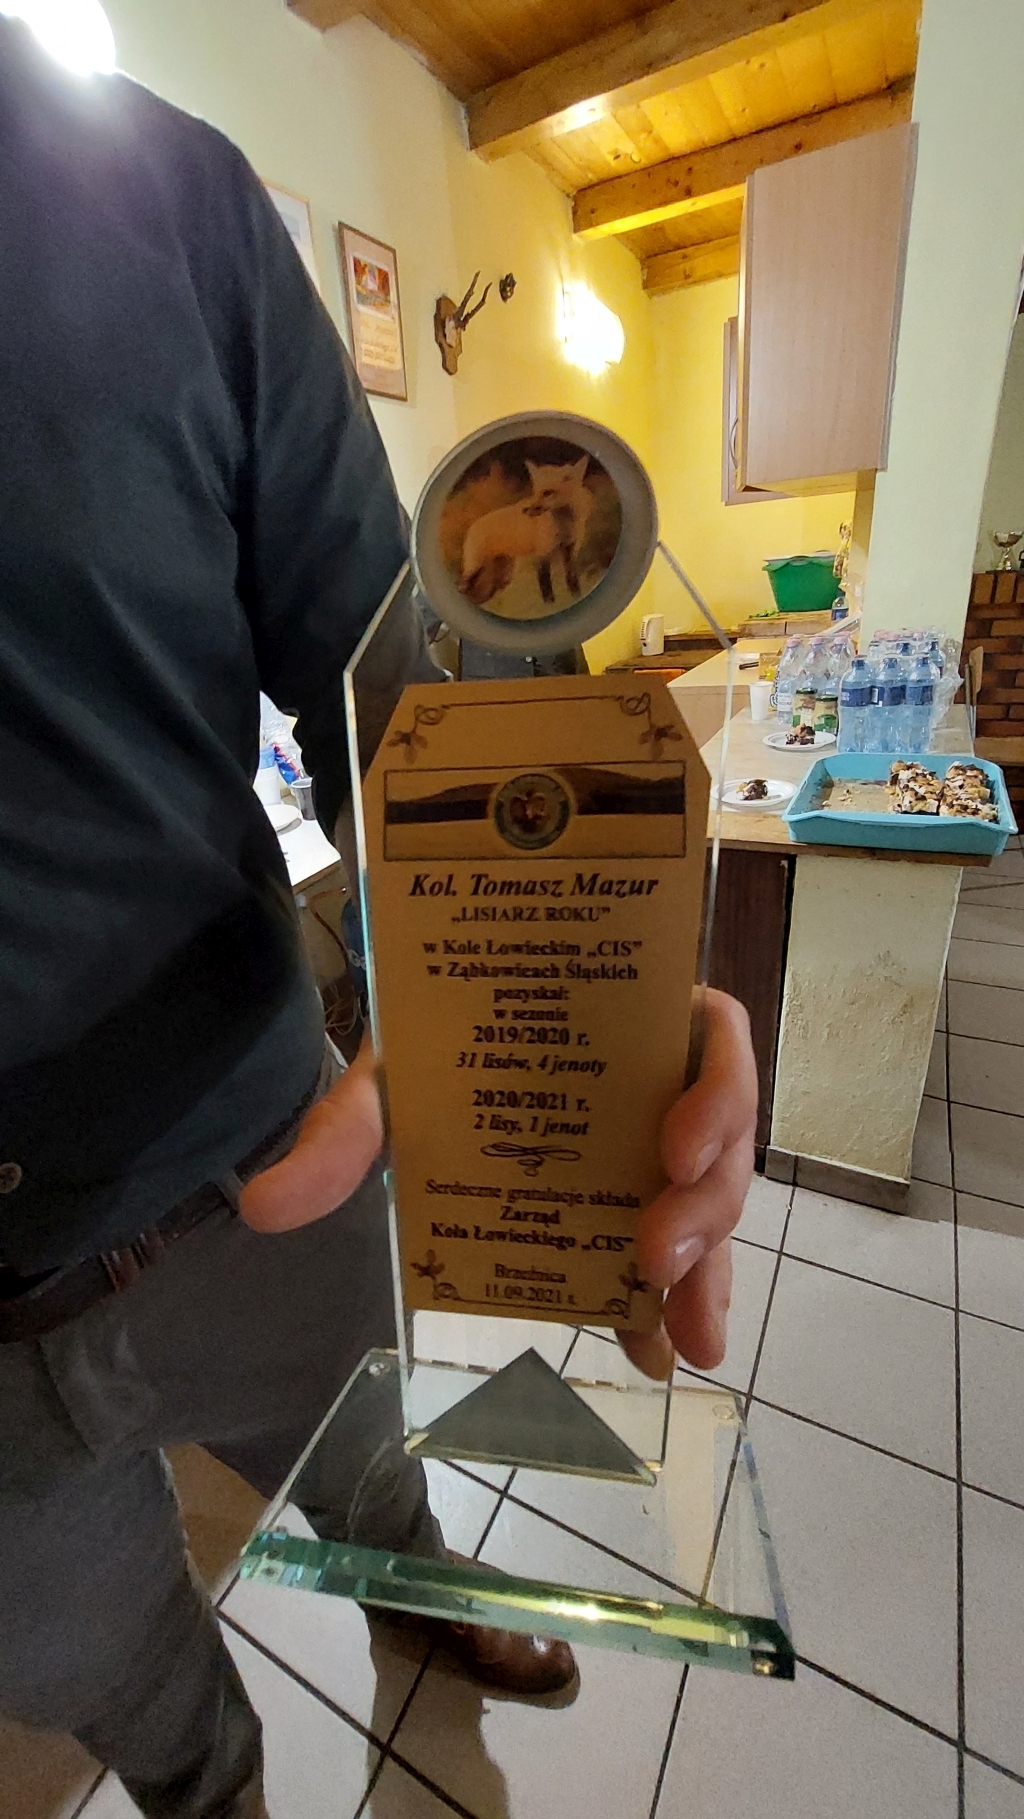 Kol. Tomasz Mazur
„LISIARZ ROKU”
w Kole Łowieckim „CIS”
w Ząbkowicach Śląskich
pozyskał:
w sezonie
2019/2020 r.
31 lisów, 4 jenoty
2020/2021 r.
2 lisy, 1 jenot
Serdeczne gratulacje składa
Zarząd
Koła Łowieckiego „CIS”
Brzeźnica
11.09.2021 r.